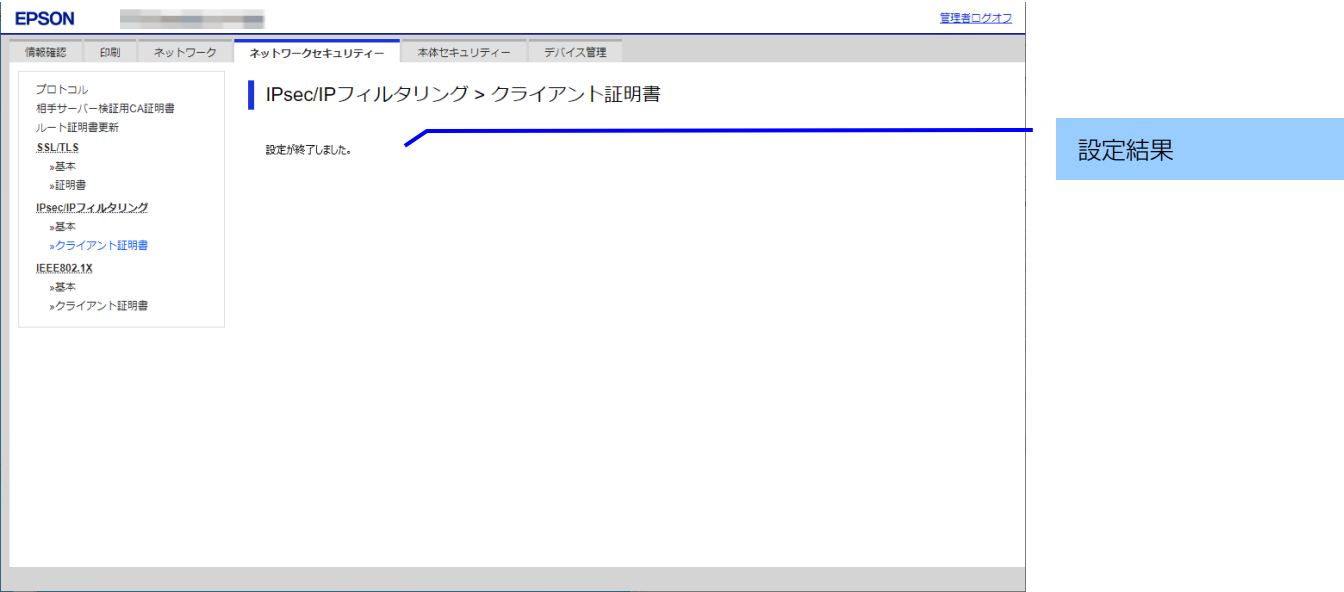 EPSON
管理者ログオフ
情報確認 印刷 ネットワーク ネットワークセキュリティー 本体セキュリティー デバイス管理
プロトコル
相手サーバー検証用CA証明書
ルート証明書更新
SSL/TLS
»基本
»証明書
IPsec/IPフィルタリング
»基本
»クライアント証明書
IEEE802.1X
»基本
»クライアント証明書
IPsec/IPフィルタリング > クライアント証明書
設定が終了しました。
設定結果